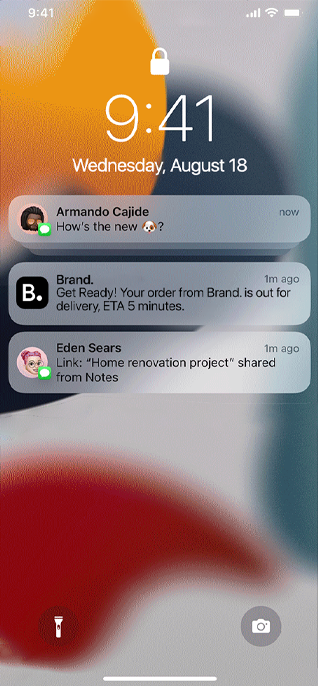 9:41
9:41
Wednesday, August 18
Armando Cajide now
How's the new 🐶?
B.
Brand. 1m ago
Get Ready! Your order from Brand. is out for
delivery, ETA 5 minutes.
Eden Sears 1m ago
Link: “Home renovation project” shared
from Notes